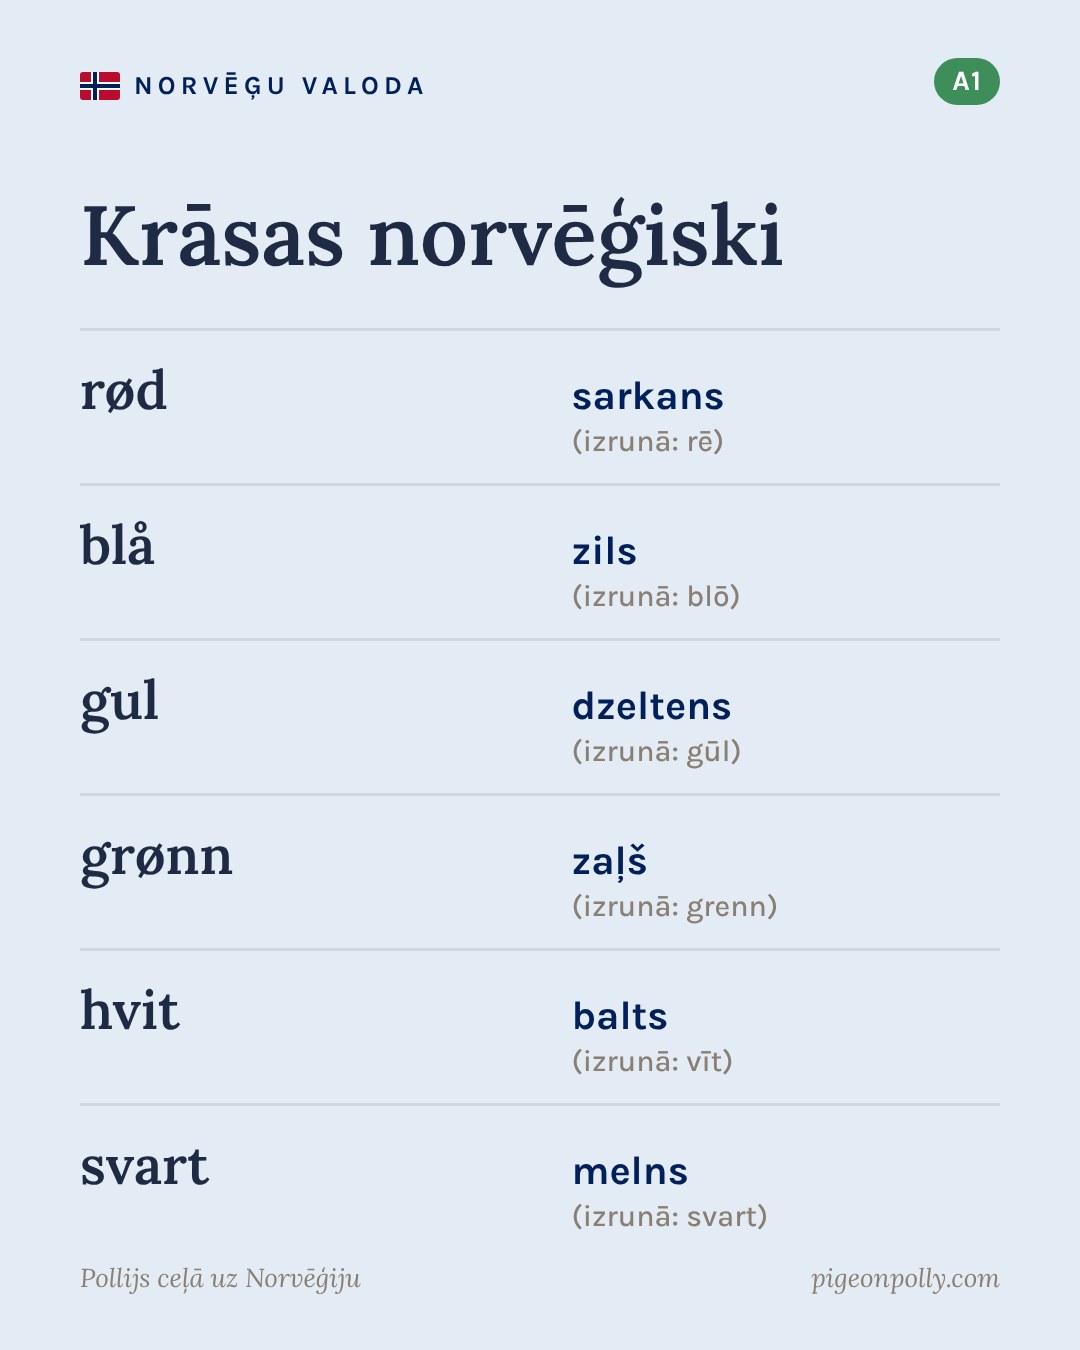 NORVĒĢU VALODA
A1
Krāsas norvēģiski
rød
sarkans
(izrunā: rē)
blå
zils
(izrunā: blō)
gul
dzeltens
(izrunā: gūl)
grønn
zaļš
(izrunā: grenn)
hvit
balts
(izrunā: vīt)
svart
melns
(izrunā: svart)
Pollijs ceļā uz Norvēģiju
pigeonpolly.com